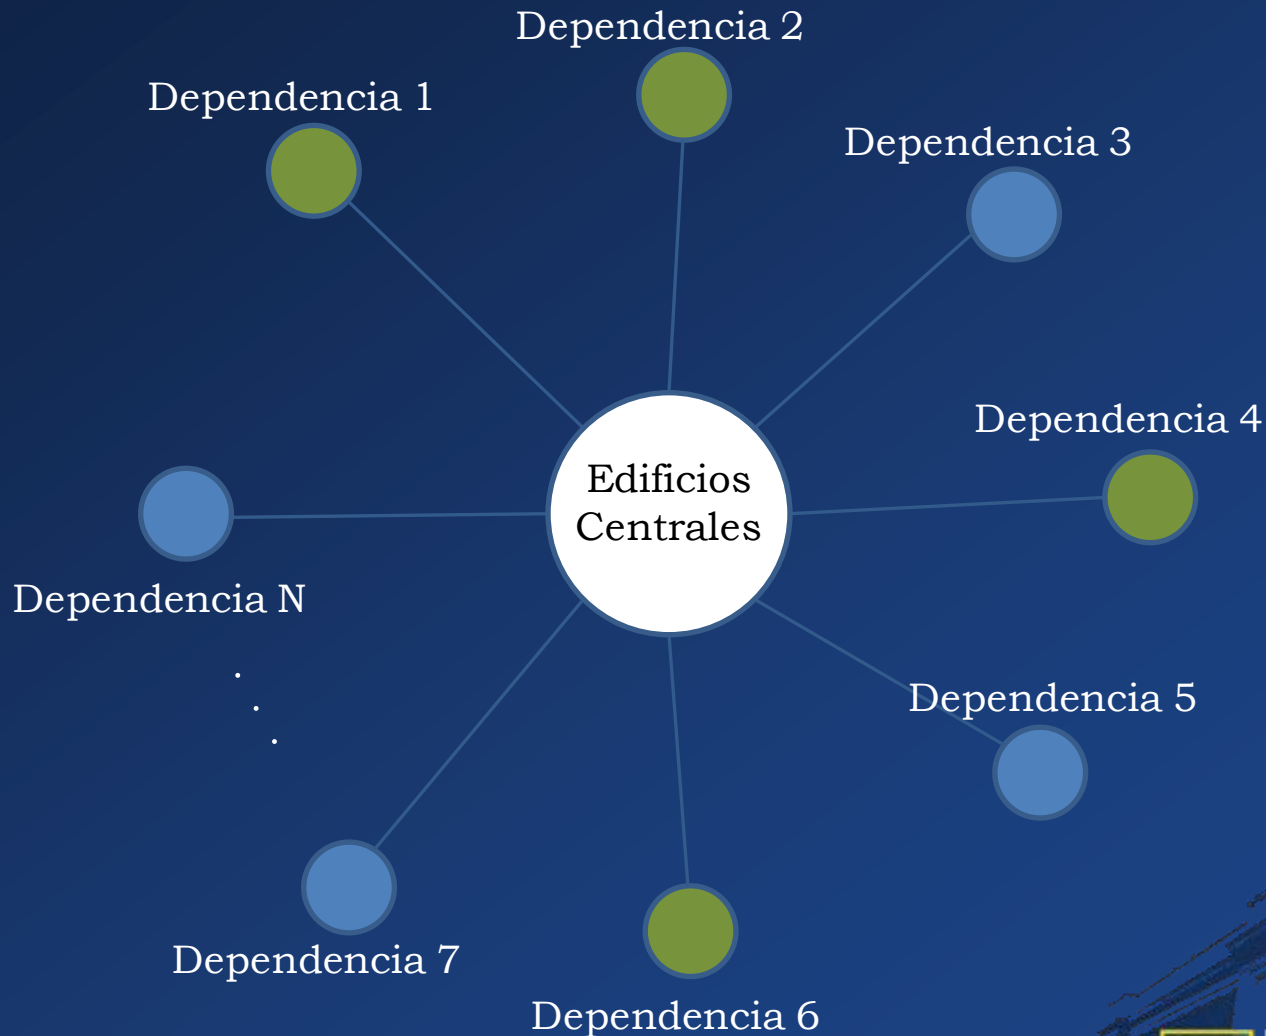 Dependencia 2
Dependencia 1
Dependencia 3
Dependencia 4
Edificios
Centrales
Dependencia N
.
.
.
Dependencia 5
Dependencia 7
Dependencia 6